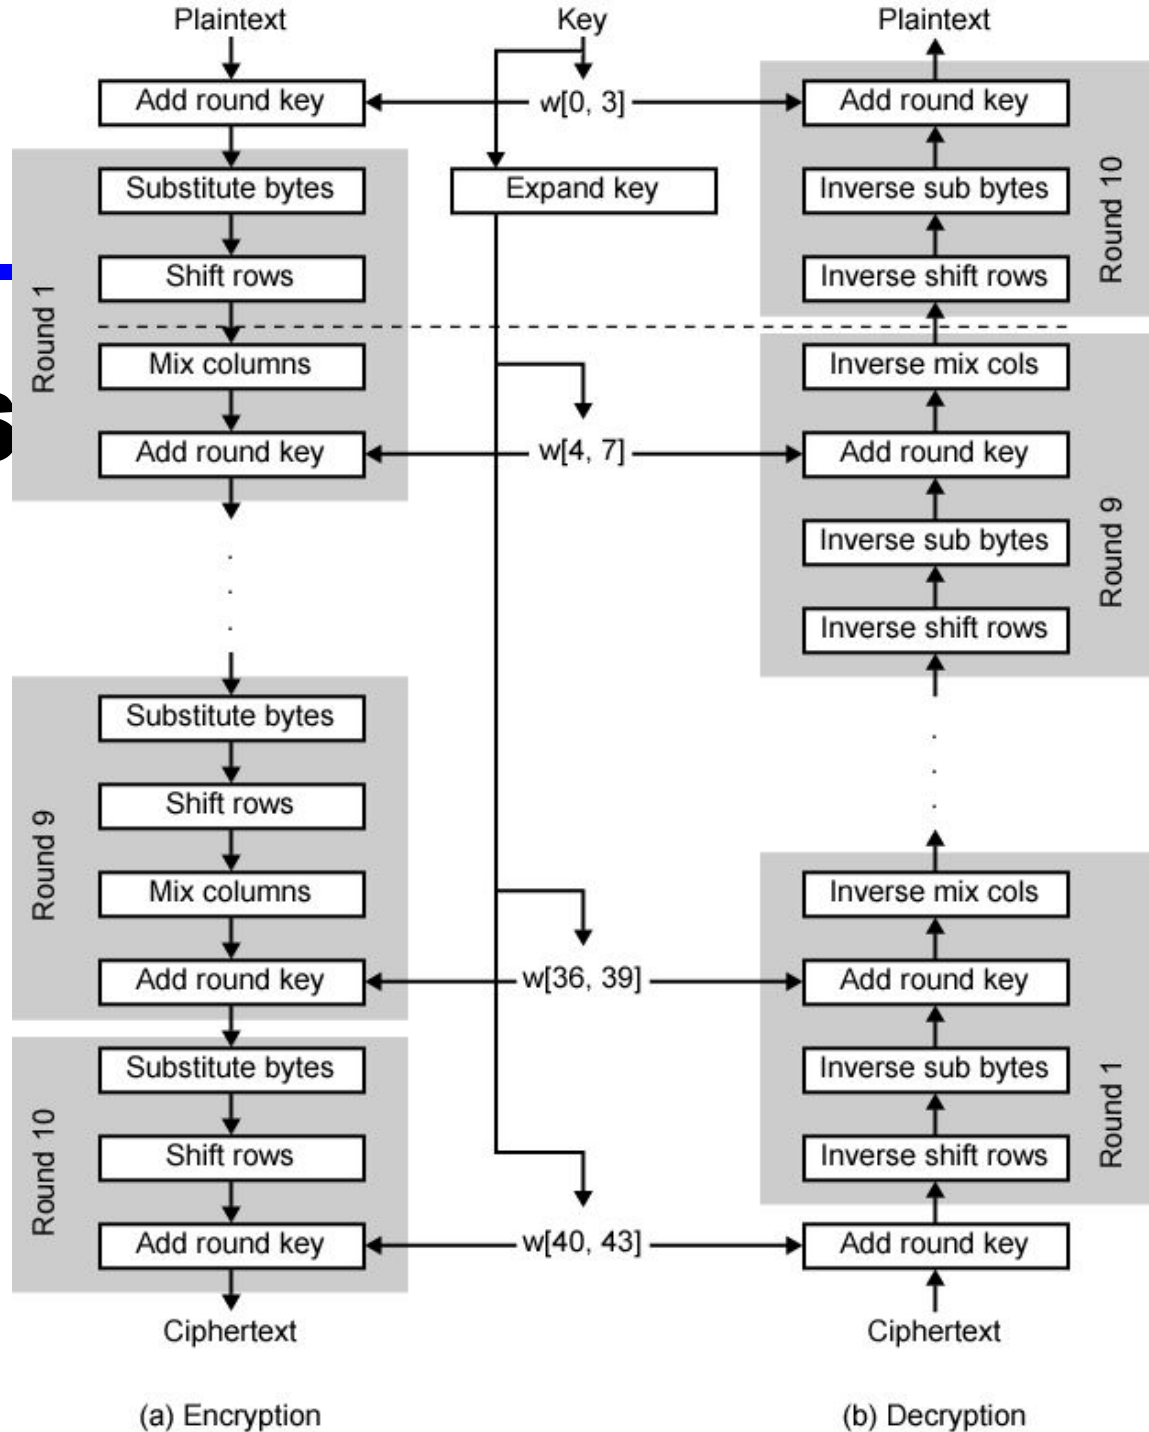 Plaintext
Key
Plaintext
Add round key
w[0, 3]
Add round key
Substitute bytes
Expand key
Inverse sub bytes
Round 10
Shift rows
Inverse shift rows
Round 1
Mix columns
Inverse mix cols
Add round key
w[4, 7]
Add round key
Inverse sub bytes
Round 9
Inverse shift rows
Substitute bytes
Shift rows
Round 9
Mix columns
Inverse mix cols
Add round key
w[36, 39]
Add round key
Substitute bytes
Inverse sub bytes
Round 1
Shift rows
Inverse shift rows
Round 10
Add round key
w[40, 43]
Add round key
Ciphertext
Ciphertext
(a) Encryption
(b) Decryption